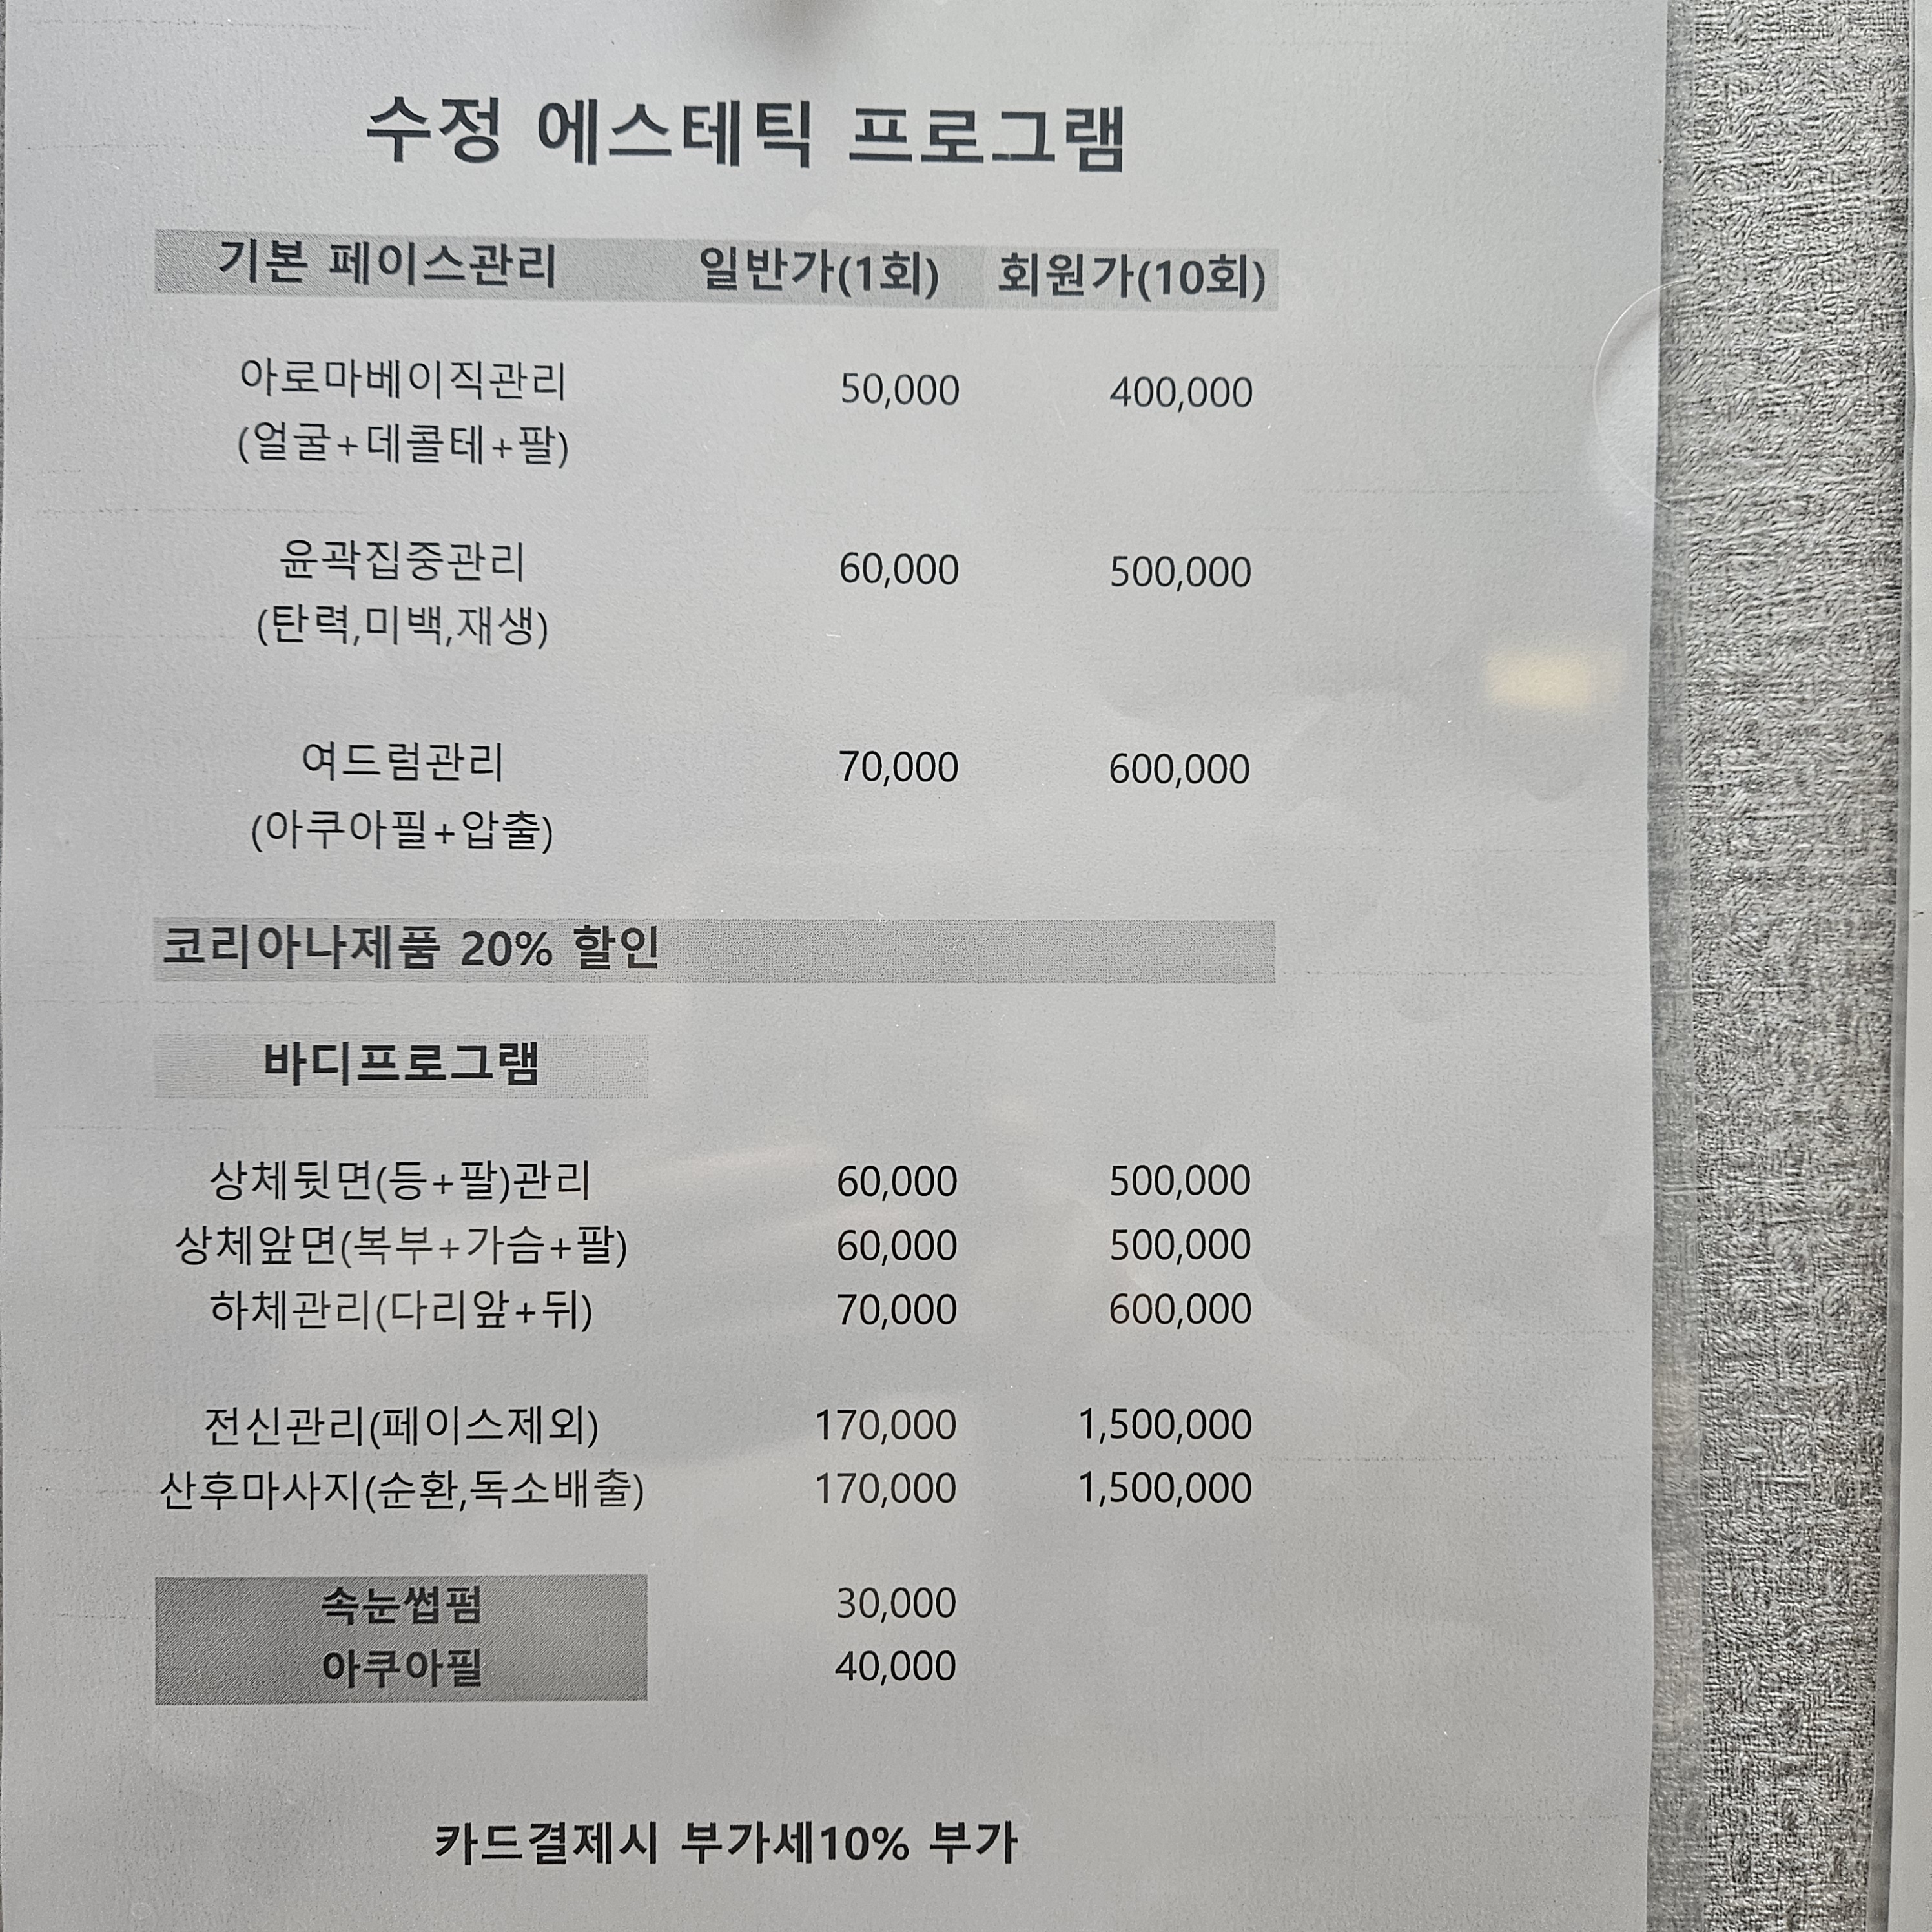 수정 에스테틱 프로그램
기본 페이스관리 일반가(1회) 회원가(10회)
아로마베이직관리 50,000 400,000
(얼굴+데콜테+팔)
윤곽집중관리 60,000 500,000
(탄력,미백,재생)
여드럼관리 70,000 600,000
(아쿠아필+압출)
코리아나제품 20% 할인
바디프로그램
상체뒷면(등+팔)관리 60,000 500,000
상체앞면(복부+가슴+팔) 60,000 500,000
하체관리(다리앞+뒤) 70,000 600,000
전신관리(페이스제외) 170,000 1,500,000
산후마사지(순환,독소배출) 170,000 1,500,000
속눈썹펌 30,000
아쿠아필 40,000
카드결제시 부가세10% 부가